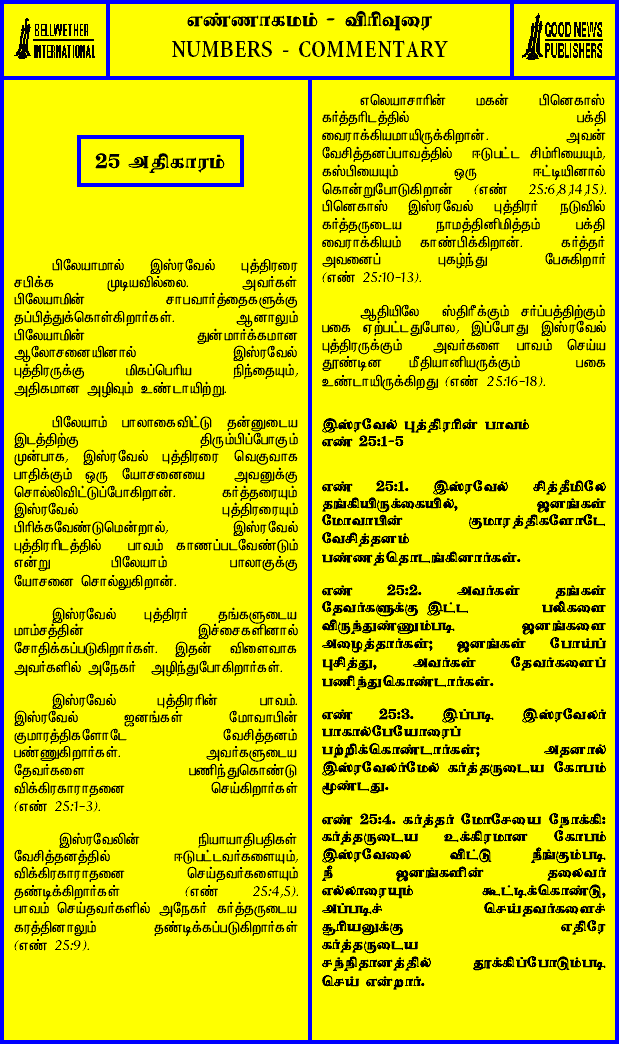 BELLWETHER
INTERNATIONAL
எண்ணாகமம் - விரிவுரை
NUMBERS - COMMENTARY
GOOD NEWS
PUBLISHERS
25 அதிகாரம்
பிலேயாமால் இஸ்ரவேல் புத்திரரை
சபிக்க முடியவில்லை. அவர்கள்
பிலேயாமின் சாபவார்த்தைகளுக்கு
தப்பித்துக்கொள்கிறார்கள். ஆனாலும்
பிலேயாமின் துன்மார்க்கமான
ஆலோசனையினால் இஸ்ரவேல்
புத்திரருக்கு மிகப்பெரிய நிந்தையும்,
அதிகமான அழிவும் உண்டாயிற்று.
பிலேயாம் பாலாகைவிட்டு தன்னுடைய
இடத்திற்கு திரும்பிப்போகும்
முன்பாக, இஸ்ரவேல் புத்திரரை வெகுவாக
பாதிக்கும் ஒரு யோசனையை அவனுக்கு
சொல்லிவிட்டுப்போகிறான். கர்த்தரையும்
இஸ்ரவேல் புத்திரரையும்
பிரிக்கவேண்டுமென்றால், இஸ்ரவேல்
புத்திரரிடத்தில் பாவம் காணப்படவேண்டும்
என்று பிலேயாம் பாலாகுக்கு
யோசனை சொல்லுகிறான்.
இஸ்ரவேல் புத்திரர் தங்களுடைய
மாம்சத்தின் இச்சைகளினால்
சோதிக்கப்படுகிறார்கள். இதன் விளைவாக
அவர்களில் அநேகர் அழிந்துபோகிறார்கள்.
இஸ்ரவேல் புத்திரரின் பாவம்.
இஸ்ரவேல் ஜனங்கள் மோவாபின்
குமாரத்திகளோடே வேசித்தனம்
பண்ணுகிறார்கள். அவர்களுடைய
தேவர்களை பணிந்துகொண்டு
விக்கிரகாராதனை செய்கிறார்கள்
(எண் 25:1-3).
இஸ்ரவேலின் நியாயாதிபதிகள்
வேசித்தனத்தில் ஈடுபட்டவர்களையும்,
விக்கிரகாராதனை செய்தவர்களையும்
தண்டிக்கிறார்கள் (எண் 25:4,5).
பாவம் செய்தவர்களில் அநேகர் கர்த்தருடைய
கரத்தினாலும் தண்டிக்கப்படுகிறார்கள்
(எண் 25:9).
எலெயாசாரின் மகன் பினெகாஸ்
கர்த்தரிடத்தில் பக்தி
வைராக்கியமாயிருக்கிறான். அவன்
வேசித்தனப்பாவத்தில் ஈடுபட்ட சிம்ரியையும்,
கஸ்பியையும் ஒரு ஈட்டியினால்
கொன்றுபோடுகிறான் (எண் 25:6,8,14,15).
பினெகாஸ் இஸ்ரவேல் புத்திரர் நடுவில்
கர்த்தருடைய நாமத்தினிமித்தம் பக்தி
வைராக்கியம் காண்பிக்கிறான். கர்த்தர்
அவனைப் புகழ்ந்து பேசுகிறார்
(எண் 25:10-13).
ஆதியிலே ஸ்திரீக்கும் சர்ப்பத்திற்கும்
பகை ஏற்பட்டதுபோல, இப்போது இஸ்ரவேல்
புத்திரருக்கும் அவர்களை பாவம் செய்ய
தூண்டின மீதியானியருக்கும் பகை
உண்டாயிருக்கிறது (எண் 25:16-18).
இஸ்ரவேல் புத்திரரின் பாவம்
எண் 25:1-5
எண் 25:1. இஸ்ரவேல் சித்தீமிலே
தங்கியிருக்கையில், ஜனங்கள்
மோவாபின் குமாரத்திகளோடே
வேசித்தனம்
பண்ணத்தொடங்கினார்கள்.
எண் 25:2. அவர்கள் தங்கள்
தேவர்களுக்கு இட்ட பலிகளை
விருந்துண்ணும்படி ஜனங்களை
அழைத்தார்கள்; ஜனங்கள் போய்ப்
புசித்து, அவர்கள் தேவர்களைப்
பணிந்துகொண்டார்கள்.
எண் 25:3. இப்படி இஸ்ரவேலர்
பாகால்பேயோரைப்
பற்றிக்கொண்டார்கள்; அதனால்
இஸ்ரவேலர்மேல் கர்த்தருடைய கோபம்
மூண்டது.
எண் 25:4. கர்த்தர் மோசேயை நோக்கி:
கர்த்தருடைய உக்கிரமான கோபம்
இஸ்ரவேலை விட்டு நீங்கும்படி
நீ ஜனங்களின் தலைவர்
எல்லாரையும் கூட்டிக்கொண்டு,
அப்படிச் செய்தவர்களைச்
சூரியனுக்கு எதிரே
கர்த்தருடைய
சந்நிதானத்தில் தூக்கிப்போடும்படி
செய் என்றார்.